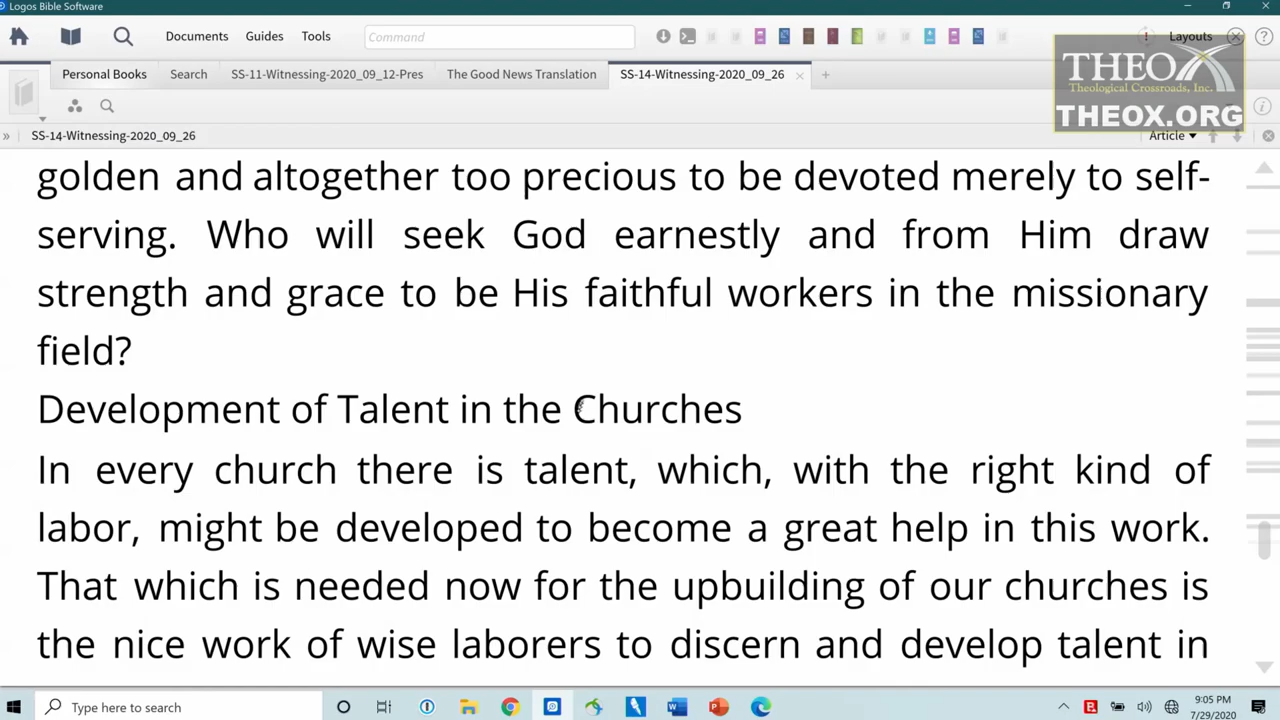 Logos Bible Software
Documents Guides Tools Command Layouts
THEOX
Theological Crossroads, Inc.
THEOX.ORG
Personal Books Search SS-11-Witnessing-2020_09_12-Pres The Good News Translation SS-14-Witnessing-2020_09_26
SS-14-Witnessing-2020_09_26 Article
golden and altogether too precious to be devoted merely to self-
serving. Who will seek God earnestly and from Him draw
strength and grace to be His faithful workers in the missionary
field?
Development of Talent in the Churches
In every church there is talent, which, with the right kind of
labor, might be developed to become a great help in this work.
That which is needed now for the upbuilding of our churches is
the nice work of wise laborers to discern and develop talent in
Type here to search
9:05 PM
7/29/2020